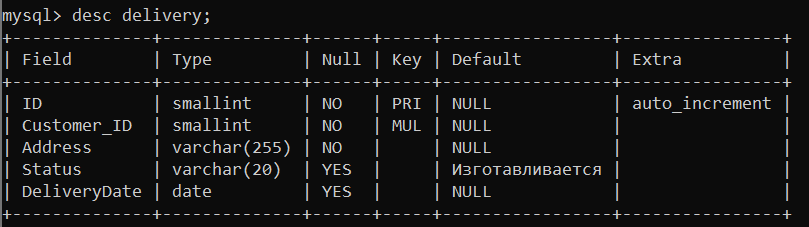 mysql> desc delivery;
+--------------+--------------+------+-----+----------------+----------------+
| Field        | Type         | Null | Key | Default        | Extra          |
+--------------+--------------+------+-----+----------------+----------------+
| ID           | smallint     | NO   | PRI | NULL           | auto_increment |
| Customer_ID  | smallint     | NO   | MUL | NULL           |                |
| Address      | varchar(255) | NO   |     | NULL           |                |
| Status       | varchar(20)  | YES  |     | Изготавливается |                |
| DeliveryDate | date         | YES  |     | NULL           |                |
+--------------+--------------+------+-----+----------------+----------------+